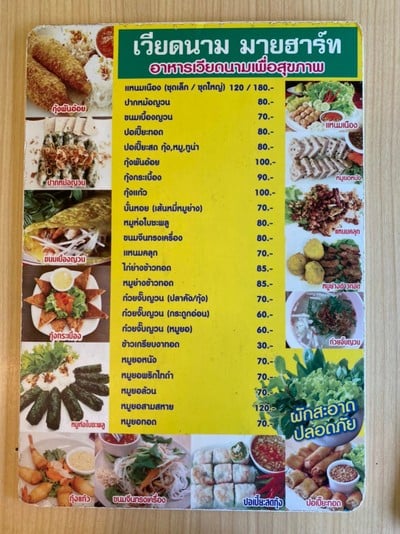 เวียดนาม มายฮาร์ท
อาหารเวียดนามเพื่อสุขภาพ
แหนมเนือง (ชุดเล็ก / ชุดใหญ่) 120 / 180.-
ปากหม้อญวน 80.-
ขนมเบื้องญวน 70.-
ปอเปี๊ยะทอด 80.-
ปอเปี๊ยะสด กุ้ง,หมู,ทูน่า 80.-
กุ้งพันอ้อย 100.-
กุ้งกระเบื้อง 90.-
กุ้งแก้ว 100.-
บั๋นหอย (เส้นหมี่หมูย่าง) 70.-
หมูห่อใบชะพลู 80.-
ขนมจีนทรงเครื่อง 80.-
แหนมคลุก 70.-
ไก่ย่างข้าวทอด 85.-
หมูย่างข้าวทอด 85.-
ก๋วยจั๊บญวน (ปลาคัง/กุ้ง) 70.-
ก๋วยจั๊บญวน (กระดูกอ่อน) 60.-
ก๋วยจั๊บญวน (หมูยอ) 60.-
ข้าวเกรียบงาทอด 30.-
หมูยอหนัง 70.-
หมูยอพริกไทดำ 70.-
หมูยอล้วน 70.-
หมูยอสามสหาย 120.-
หมูยอทอด 70.-
กุ้งพันอ้อย
ปากหม้อญวน
ขนมเบื้องญวน
กุ้งกระเบื้อง
หมูห่อใบชะพลู
แหนมเนือง
หมูยอทอด
แหนมคลุก
หมูย่างข้าวทอด
ก๋วยจั๊บญวน
ผักสะอาด
ปลอดภัย
กุ้งแก้ว
ขนมจีนทรงเครื่อง
ปอเปี๊ยะสดกุ้ง
ปอเปี๊ยะทอด